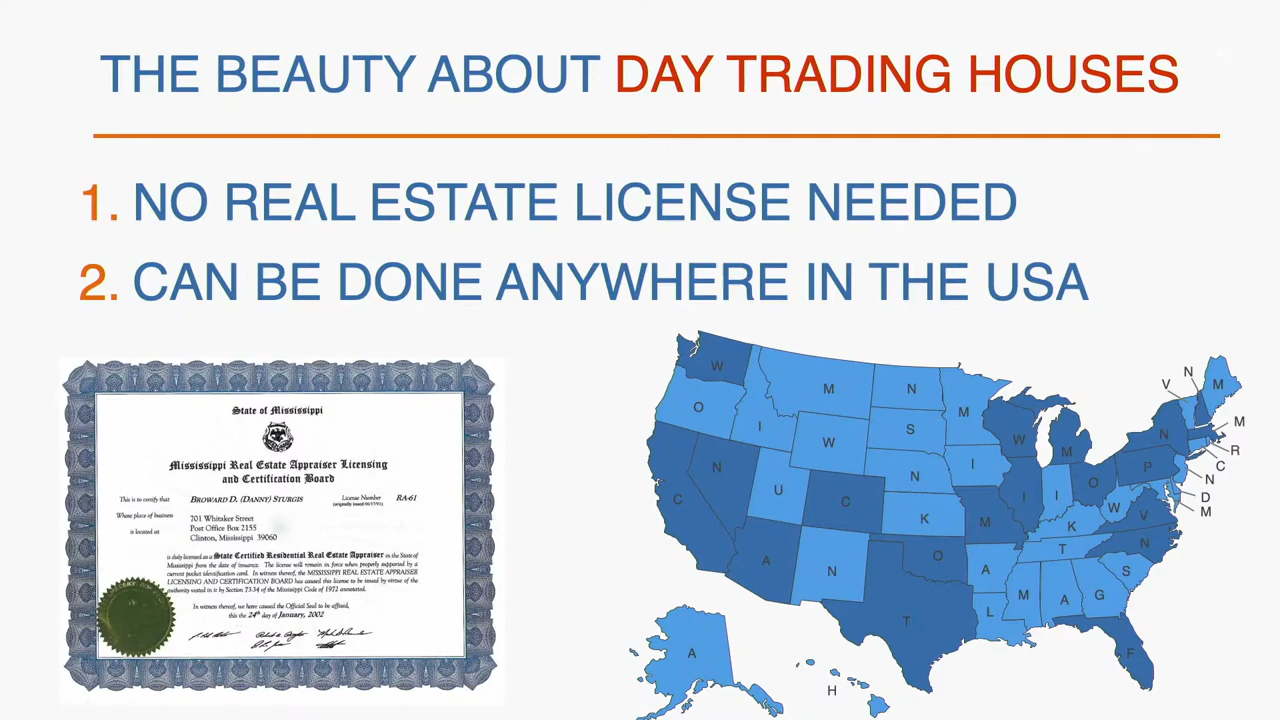 THE BEAUTY ABOUT DAY TRADING HOUSES
1. NO REAL ESTATE LICENSE NEEDED
2. CAN BE DONE ANYWHERE IN THE USA
State of Mississippi
Mississippi Real Estate Appraiser Licensing
and Certification Board
This is to certify that BROWARD D. (DANNY) STURGIS License Number RA-61
Whose place of business 701 Whitaker Street
Post Office Box 2155
is located at Clinton, Mississippi 39060
is duly licensed as a State Certified Residential Real Estate Appraiser in the State of
Mississippi from the date of issuance. The license will remain in force when properly supported by a
current pocket identification card. In witness thereof, the MISSISSIPPI REAL ESTATE APPRAISER
LICENSING AND CERTIFICATION BOARD has caused this license to be issued by virtue of the
authority vested in it by Section 73-34 of the Mississippi Code of 1972 annotated.
In witness thereof, we have caused the Official Seal to be affixed,
this the 24th day of January, 2002
W
O
M
I
W
N
S
N
K
M
I
W
M
N
V
N
M
M
R
C
N
D
M
N
C
U
C
A
N
T
O
M
A
L
I
I
O
P
K
W
V
N
T
S
M
A
G
F
A
H